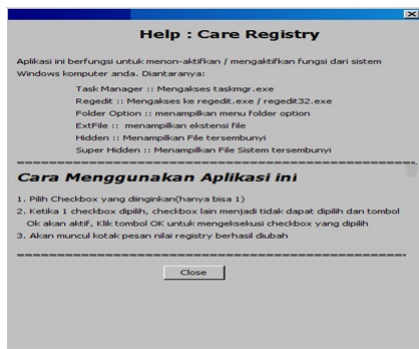 Help : Care Registry
Aplikasi ini berfungsi untuk menon-aktifkan / mengaktifkan fungsi dari sistem
Windows komputer anda. Diantaranya:
Task Manager :: Mengakses taskmgr.exe
Regedit :: Mengakses ke regedit.exe / regedit32.exe
Folder Option :: menampilkan menu folder option
ExtFile :: menampilkan ekstensi file
Hidden :: Menampilkan File tersembunyi
Super Hidden :: Menampilkan File Sistem tersembunyi
Cara Menggunakan Aplikasi ini
1. Pilih Checkbox yang diinginkan(hanya bisa 1)
2. Ketika 1 checkbox dipilih, checkbox lain menjadi tidak dapat dipilih dan tombol
Ok akan aktif, Klik tombol OK untuk mengeksekusi checkbox yang dipilih
3. Akan muncul kotak pesan nilai registry berhasil diubah
Close